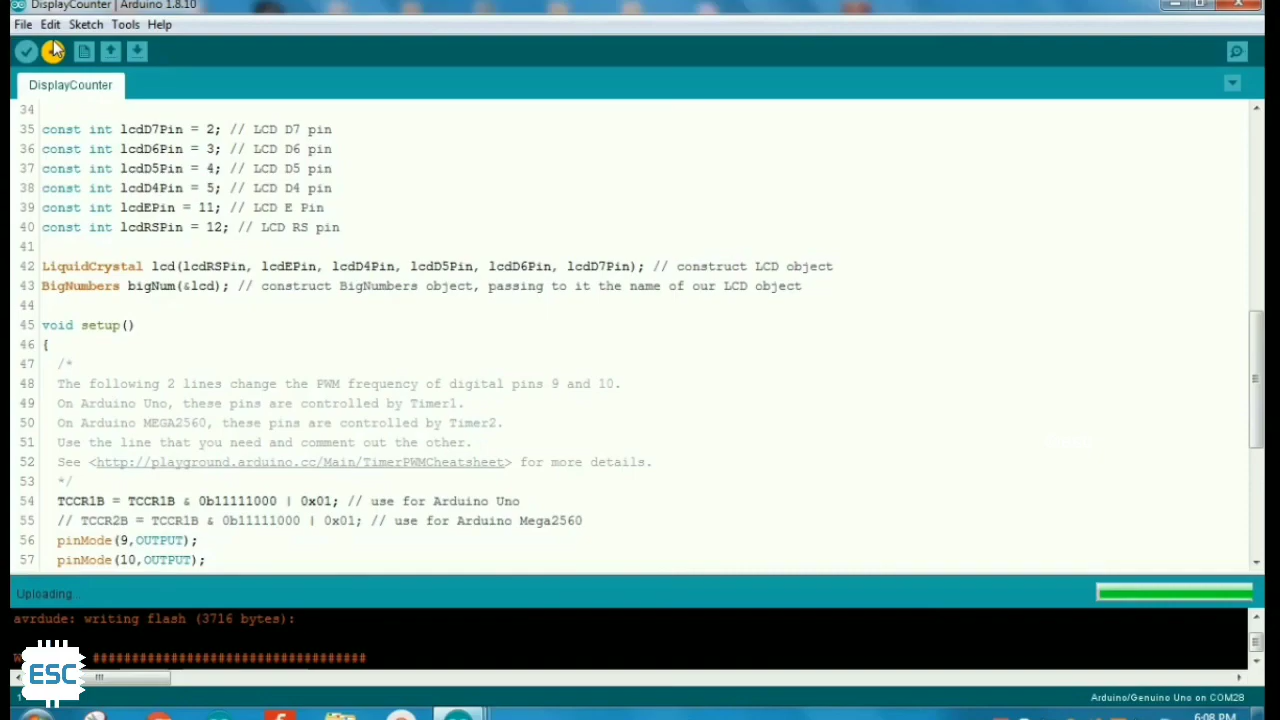 DisplayCounter | Arduino 1.8.10
File Edit Sketch Tools Help
DisplayCounter
34
35 const int lcdD7Pin = 2; // LCD D7 pin
36 const int lcdD6Pin = 3; // LCD D6 pin
37 const int lcdD5Pin = 4; // LCD D5 pin
38 const int lcdD4Pin = 5; // LCD D4 pin
39 const int lcdEPin = 11; // LCD E Pin
40 const int lcdRSPin = 12; // LCD RS pin
41
42 LiquidCrystal lcd(lcdRSPin, lcdEPin, lcdD4Pin, lcdD5Pin, lcdD6Pin, lcdD7Pin); // construct LCD object
43 BigNumbers bigNum(&lcd); // construct BigNumbers object, passing to it the name of our LCD object
44
45 void setup()
46 {
47 /*
48 The following 2 lines change the PWM frequency of digital pins 9 and 10.
49 On Arduino Uno, these pins are controlled by Timer1.
50 On Arduino MEGA2560, these pins are controlled by Timer2.
51 Use the line that you need and comment out the other.
52 See <http://playground.arduino.cc/Main/TimerPWMCheatsheet> for more details.
53 */
54 TCCR1B = TCCR1B & 0b11111000 | 0x01; // use for Arduino Uno
55 // TCCR2B = TCCR1B & 0b11111000 | 0x01; // use for Arduino Mega2560
56 pinMode(9,OUTPUT);
57 pinMode(10,OUTPUT);
Uploading...
avrdude: writing flash (3716 bytes):
###################################
ESC
Arduino/Genuino Uno on COM28
6:08 PM